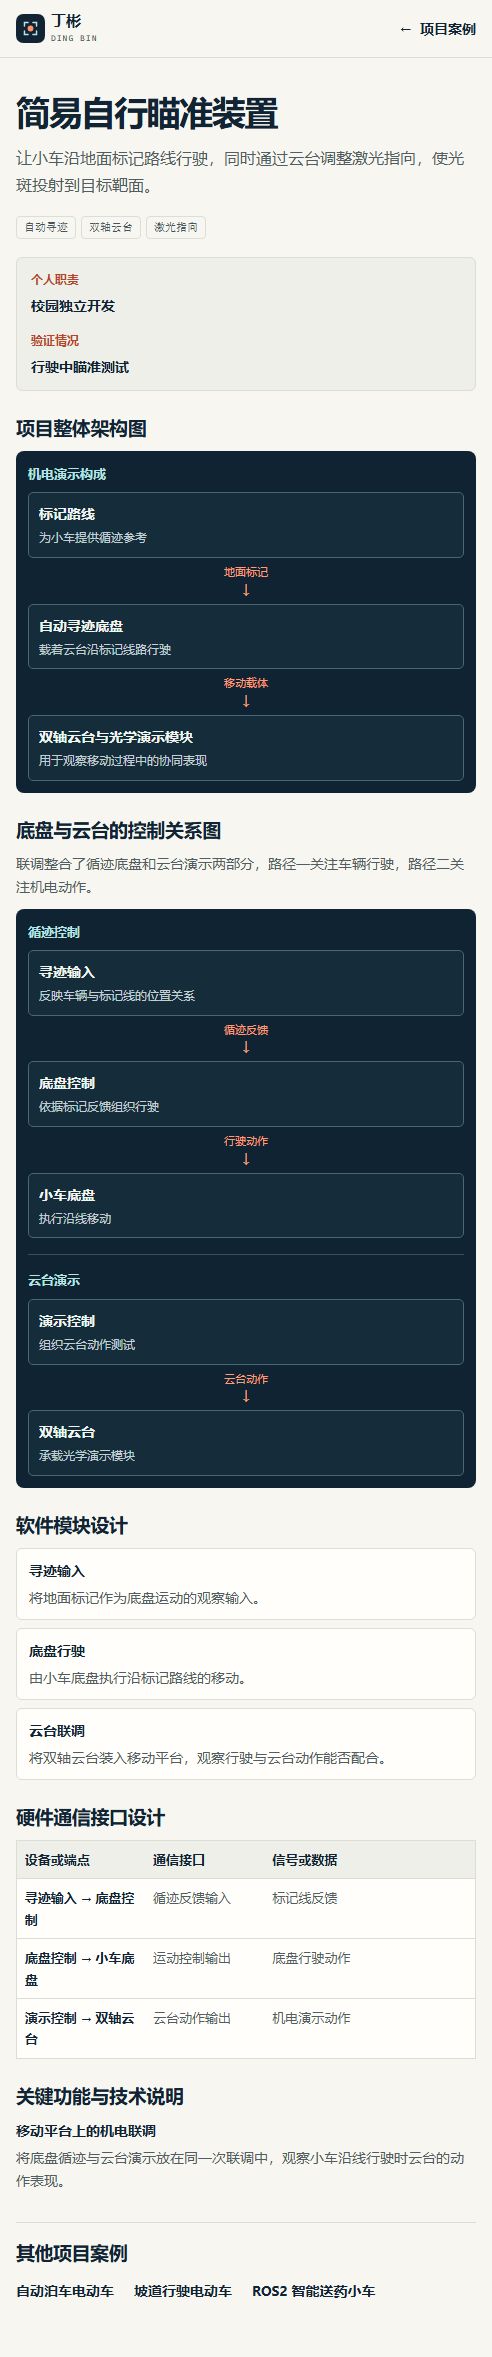 丁彬
DING BIN
← 项目案例
简易自行瞄准装置
让小车沿地面标记路线行驶，同时通过云台调整激光指向，使光
斑投射到目标靶面。
自动寻迹
双轴云台
激光指向
个人职责
校园独立开发
验证情况
行驶中瞄准测试
项目整体架构图
机电演示构成
标记路线
为小车提供循迹参考
地面标记
↓
自动寻迹底盘
载着云台沿标记线路行驶
移动载体
↓
双轴云台与光学演示模块
用于观察移动过程中的协同表现
底盘与云台的控制关系图
联调整合了循迹底盘和云台演示两部分，路径一关注车辆行驶，路径二关
注机电动作。
循迹控制
寻迹输入
反映车辆与标记线的位置关系
循迹反馈
↓
底盘控制
依据标记反馈组织行驶
行驶动作
↓
小车底盘
执行沿线移动
云台演示
演示控制
组织云台动作测试
云台动作
↓
双轴云台
承载光学演示模块
软件模块设计
寻迹输入
将地面标记作为底盘运动的观察输入。
底盘行驶
由小车底盘执行沿标记路线的移动。
云台联调
将双轴云台装入移动平台，观察行驶与云台动作能否配合。
硬件通信接口设计
设备或端点 通信接口 信号或数据
寻迹输入 → 底盘控 循迹反馈输入 标记线反馈
制
底盘控制 → 小车底 运动控制输出 底盘行驶动作
盘
演示控制 → 双轴云 云台动作输出 机电演示动作
台
关键功能与技术说明
移动平台上的机电联调
将底盘循迹与云台演示放在同一次联调中，观察小车沿线行驶时云台的动
作表现。
其他项目案例
自动泊车电动车 坡道行驶电动车 ROS2 智能送药小车